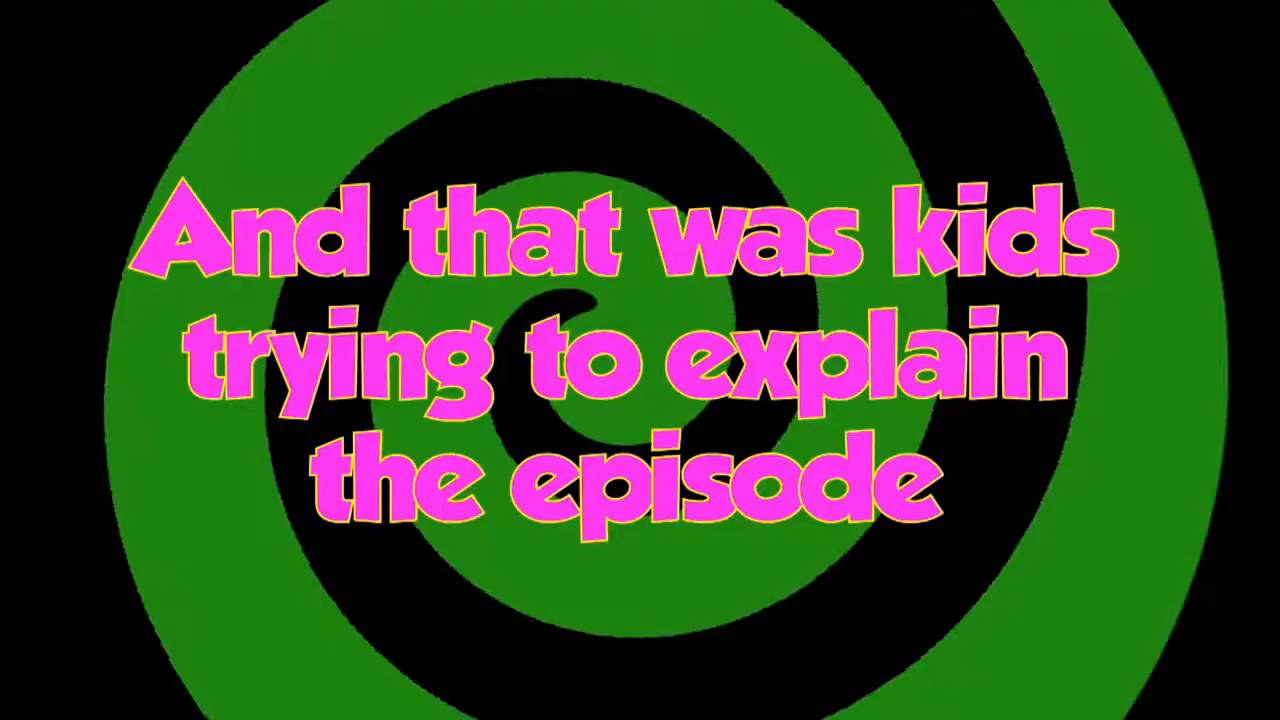 And that was kids
trying to explain
the episode